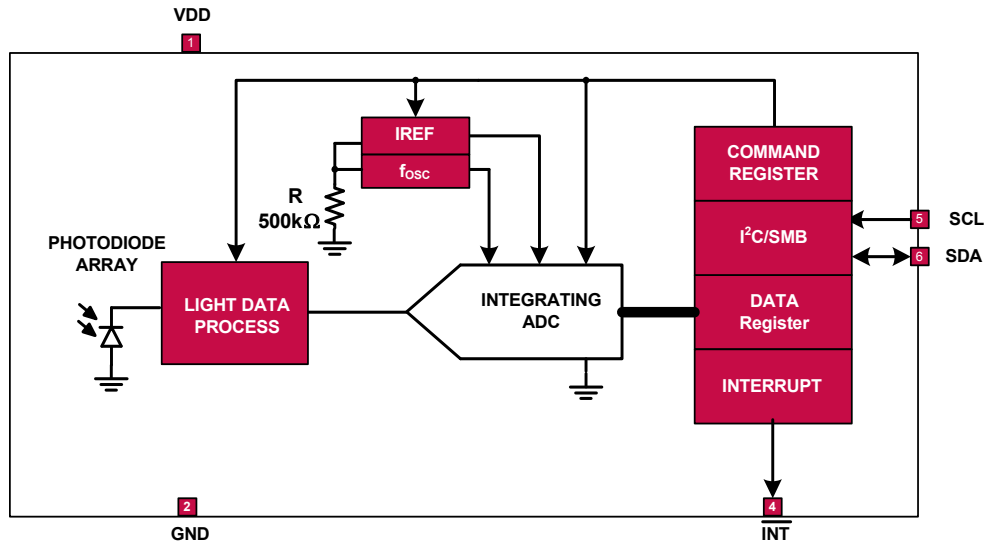 VDD
1
IREF
fOSC
R
500kΩ
COMMAND
REGISTER
I²C/SMB
5
SCL
6
SDA
PHOTODIODE
ARRAY
LIGHT DATA
PROCESS
INTEGRATING
ADC
DATA
Register
INTERRUPT
2
GND
4
INT